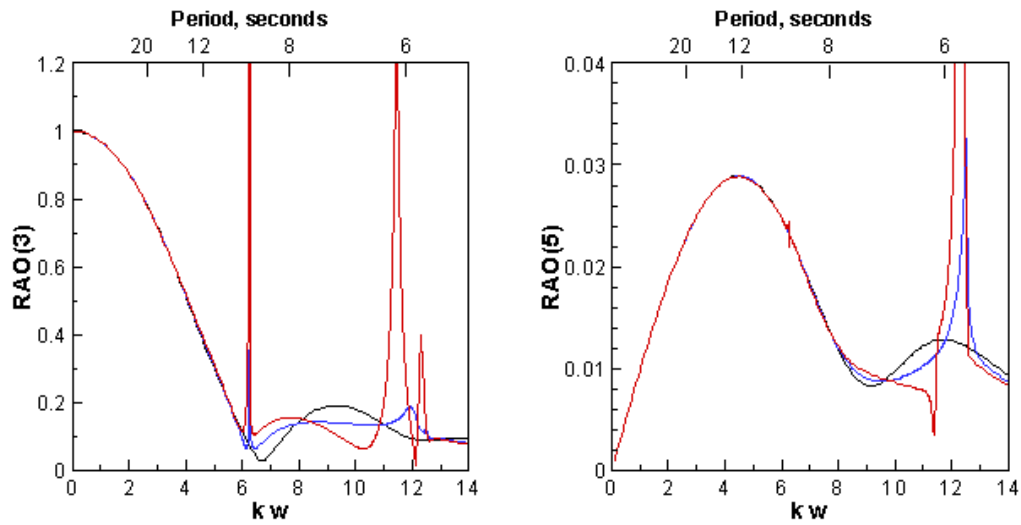 Period, seconds
20 12 8 6
1.2
1
0.8
0.6
0.4
0.2
0
RAO(3)
0 2 4 6 8 10 12 14
k w
Period, seconds
20 12 8 6
0.04
0.03
0.02
0.01
0
RAO(5)
0 2 4 6 8 10 12 14
k w